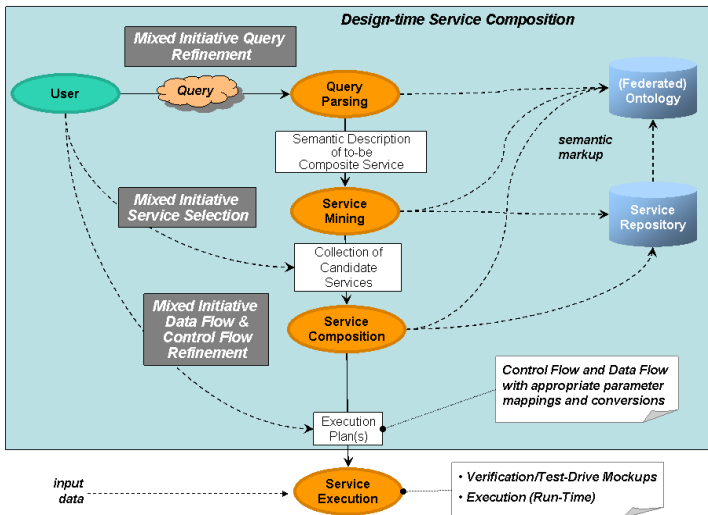 Design-time Service Composition
Mixed Initiative Query
Refinement
User
Query
Query
Parsing
(Federated)
Ontology
Semantic Description
of to-be
Composite Service
semantic
markup
Mixed Initiative
Service Selection
Service
Mining
Service
Repository
Collection of
Candidate
Services
Mixed Initiative
Data Flow &
Control Flow
Refinement
Service
Composition
Control Flow and Data Flow
with appropriate parameter
mappings and conversions
Execution
Plan(s)
input
data
Service
Execution
• Verification/Test-Drive Mockups
• Execution (Run-Time)